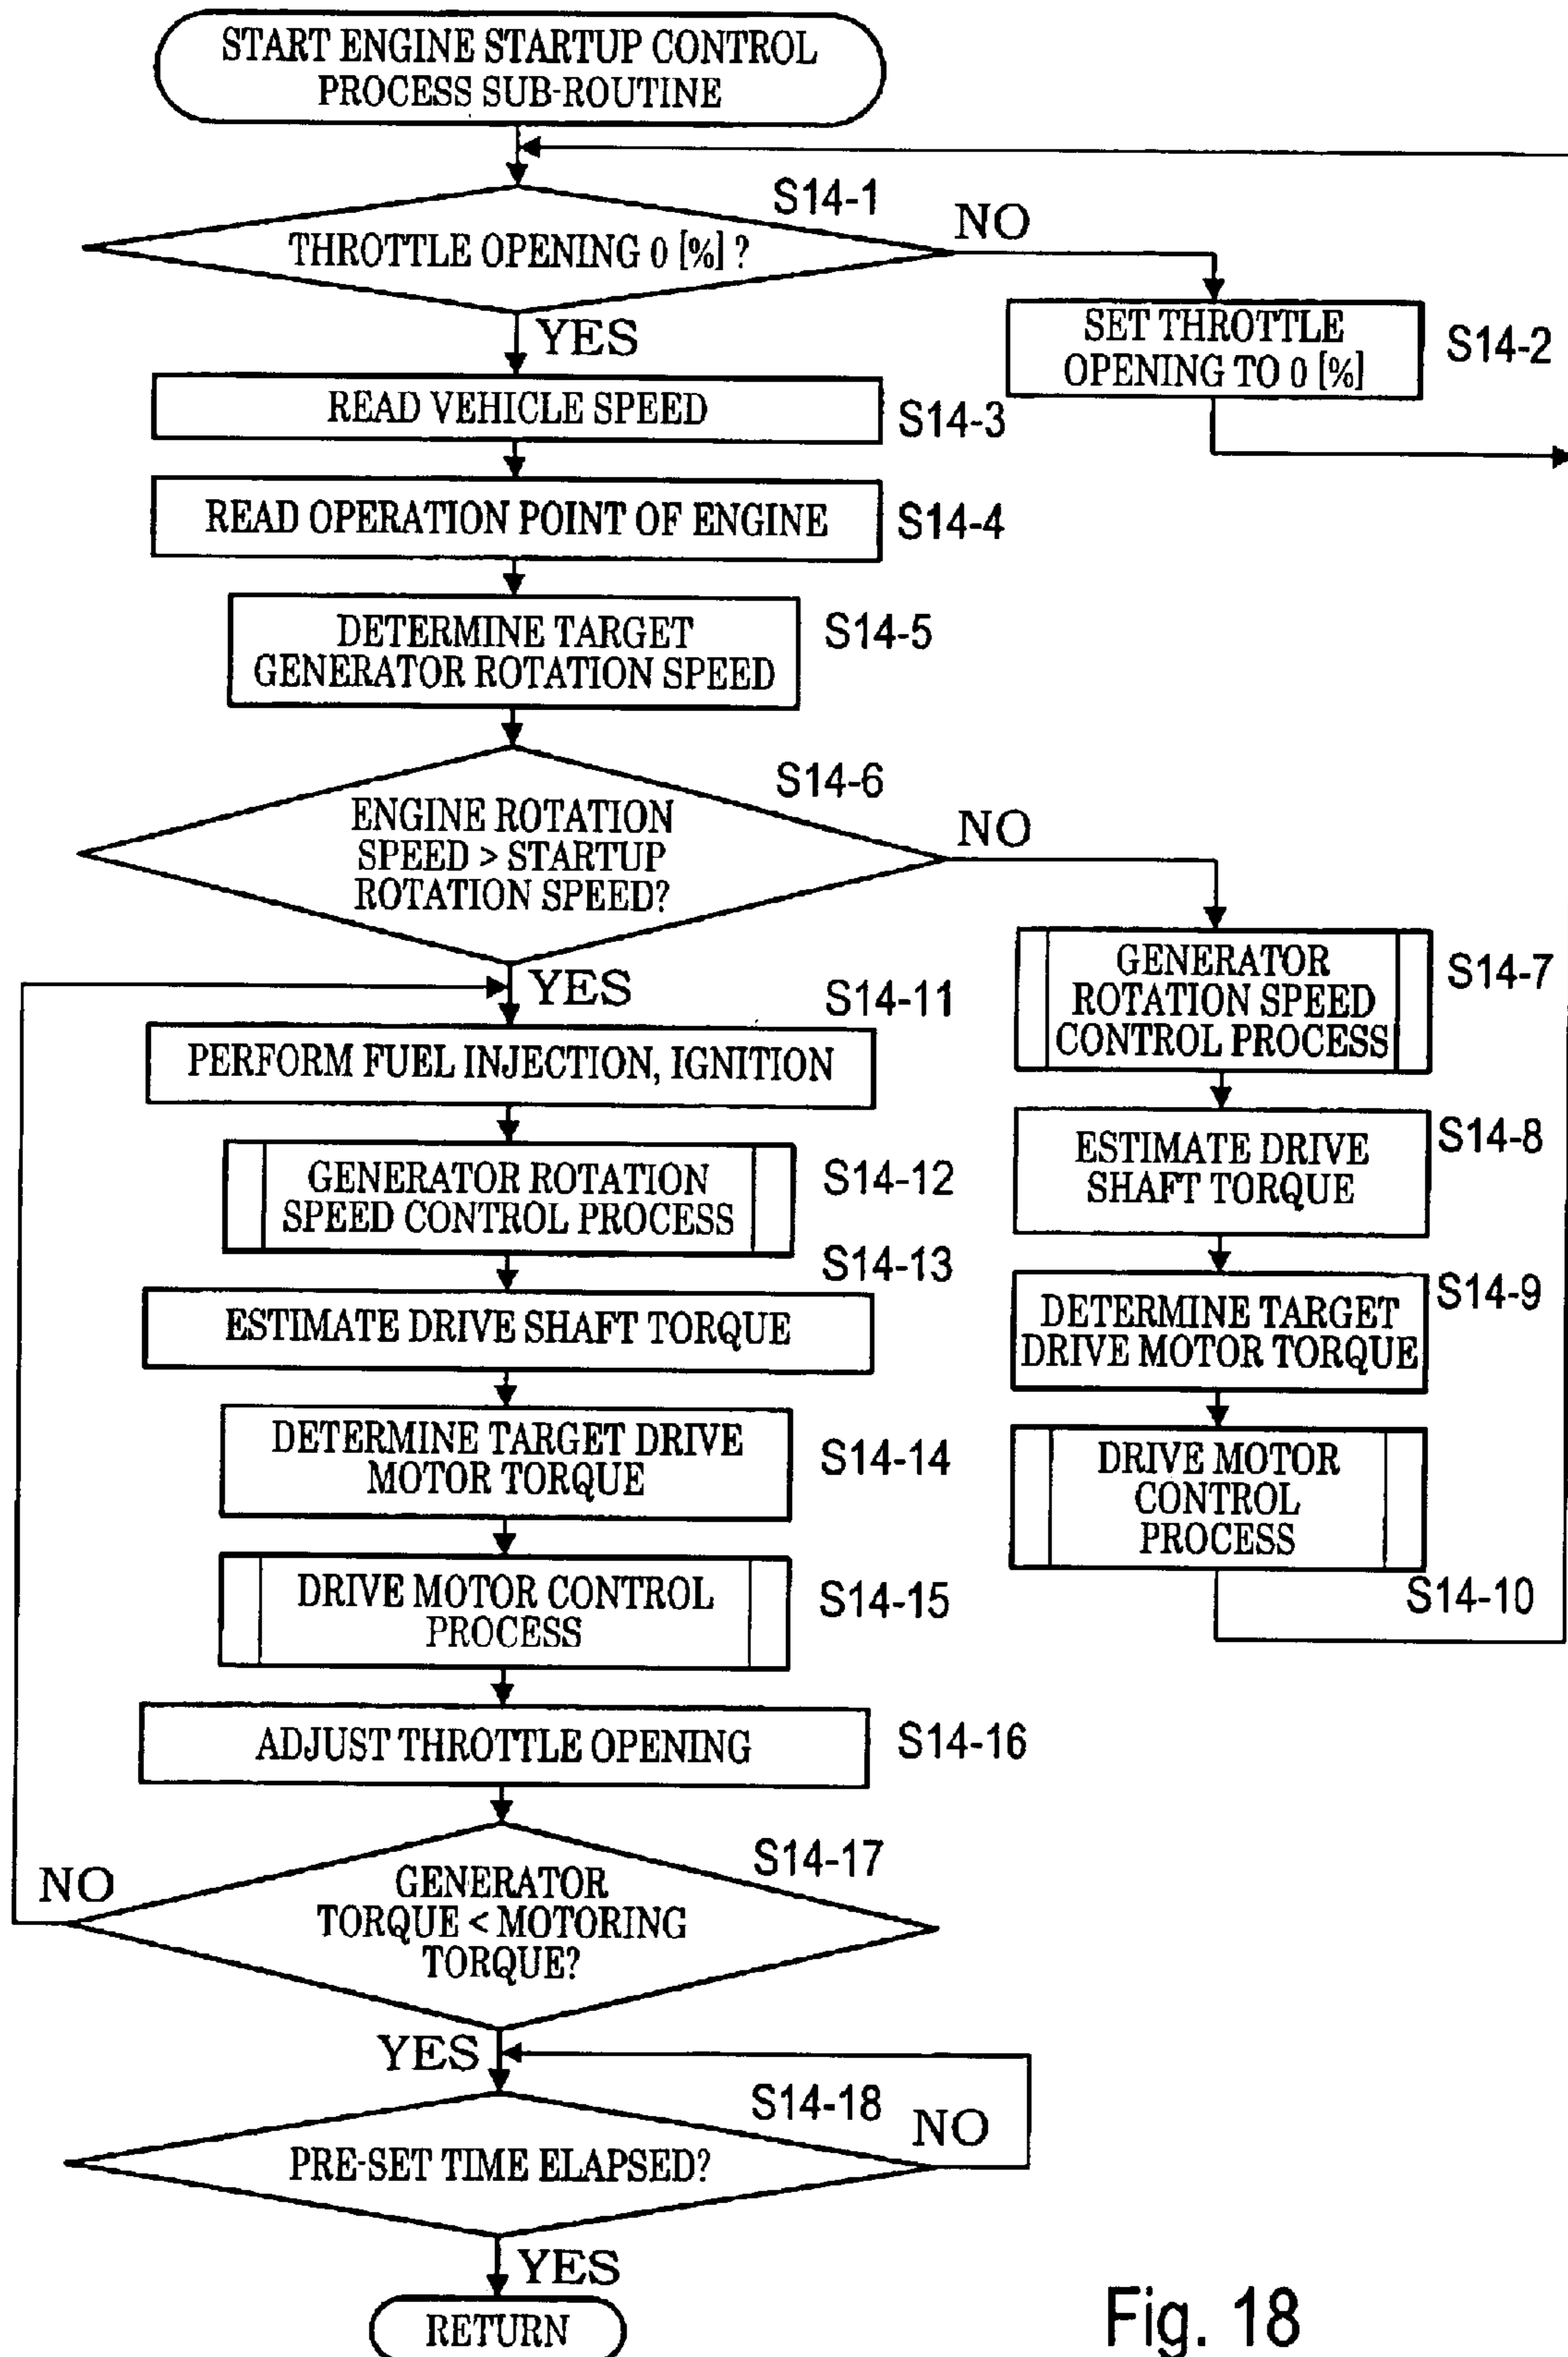 START ENGINE STARTUP CONTROL
PROCESS SUB-ROUTINE
S14-1
THROTTLE OPENING 0 [%] ?
NO
YES
SET THROTTLE
OPENING TO 0 [%]
S14-2
READ VEHICLE SPEED
S14-3
READ OPERATION POINT OF ENGINE
S14-4
DETERMINE TARGET
GENERATOR ROTATION SPEED
S14-5
S14-6
ENGINE ROTATION
SPEED > STARTUP
ROTATION SPEED?
NO
YES
GENERATOR
ROTATION SPEED
CONTROL PROCESS
S14-7
ESTIMATE DRIVE
SHAFT TORQUE
S14-8
DETERMINE TARGET
DRIVE MOTOR TORQUE
S14-9
DRIVE MOTOR
CONTROL
PROCESS
S14-10
S14-11
PERFORM FUEL INJECTION, IGNITION
GENERATOR ROTATION
SPEED CONTROL PROCESS
S14-12
S14-13
ESTIMATE DRIVE SHAFT TORQUE
DETERMINE TARGET DRIVE
MOTOR TORQUE
S14-14
DRIVE MOTOR CONTROL
PROCESS
S14-15
ADJUST THROTTLE OPENING
S14-16
S14-17
NO
GENERATOR
TORQUE < MOTORING
TORQUE?
YES
S14-18
NO
PRE-SET TIME ELAPSED?
YES
RETURN
Fig. 18